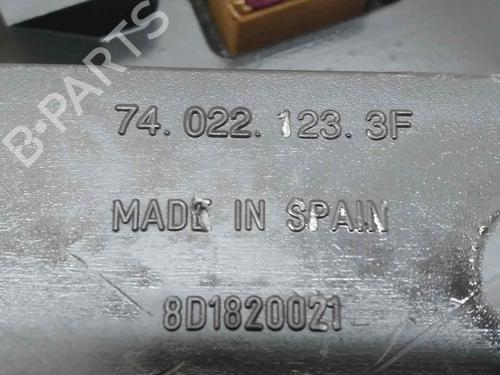 B-PARTS
74. 022. 123. 3F
MADE IN SPAIN
8D1820021